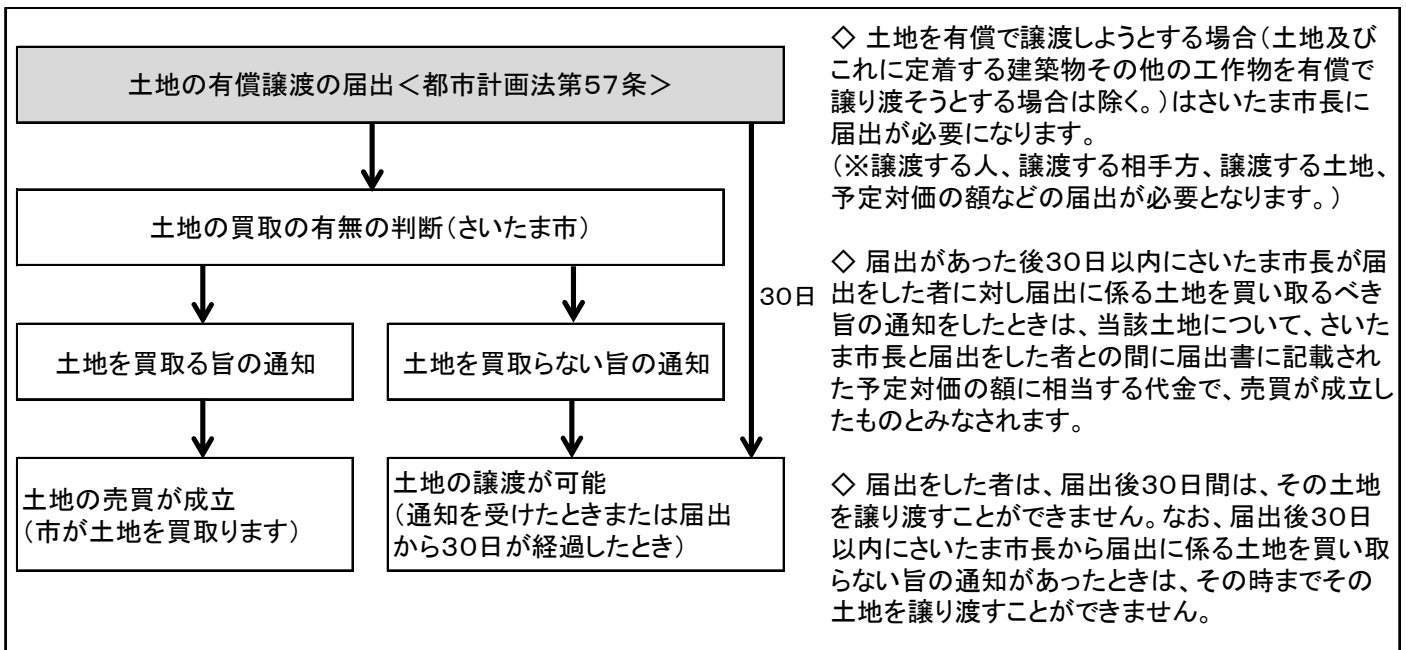 土地の有償譲渡の届出＜都市計画法第５７条＞
土地の買取の有無の判断（さいたま市）
３０日
土地を買取る旨の通知
土地を買取らない旨の通知
土地の売買が成立
（市が土地を買取ります）
土地の譲渡が可能
（通知を受けたときまたは届出
から３０日が経過したとき）
◇ 土地を有償で譲渡しようとする場合（土地及び
これに定着する建築物その他の工作物を有償で
譲り渡そうとする場合は除く。）はさいたま市長に
届出が必要になります。
（※譲渡する人、譲渡する相手方、譲渡する土地、
予定対価の額などの届出が必要となります。）
◇ 届出があった後３０日以内にさいたま市長が届
出をした者に対し届出に係る土地を買い取るべき
旨の通知をしたときは、当該土地について、さいた
ま市長と届出をした者との間に届出書に記載され
た予定対価の額に相当する代金で、売買が成立し
たものとみなされます。
◇ 届出をした者は、届出後３０日間は、その土地
を譲り渡すことができません。なお、届出後３０日
以内にさいたま市長から届出に係る土地を買い取
らない旨の通知があったときは、その時までその
土地を譲り渡すことができません。